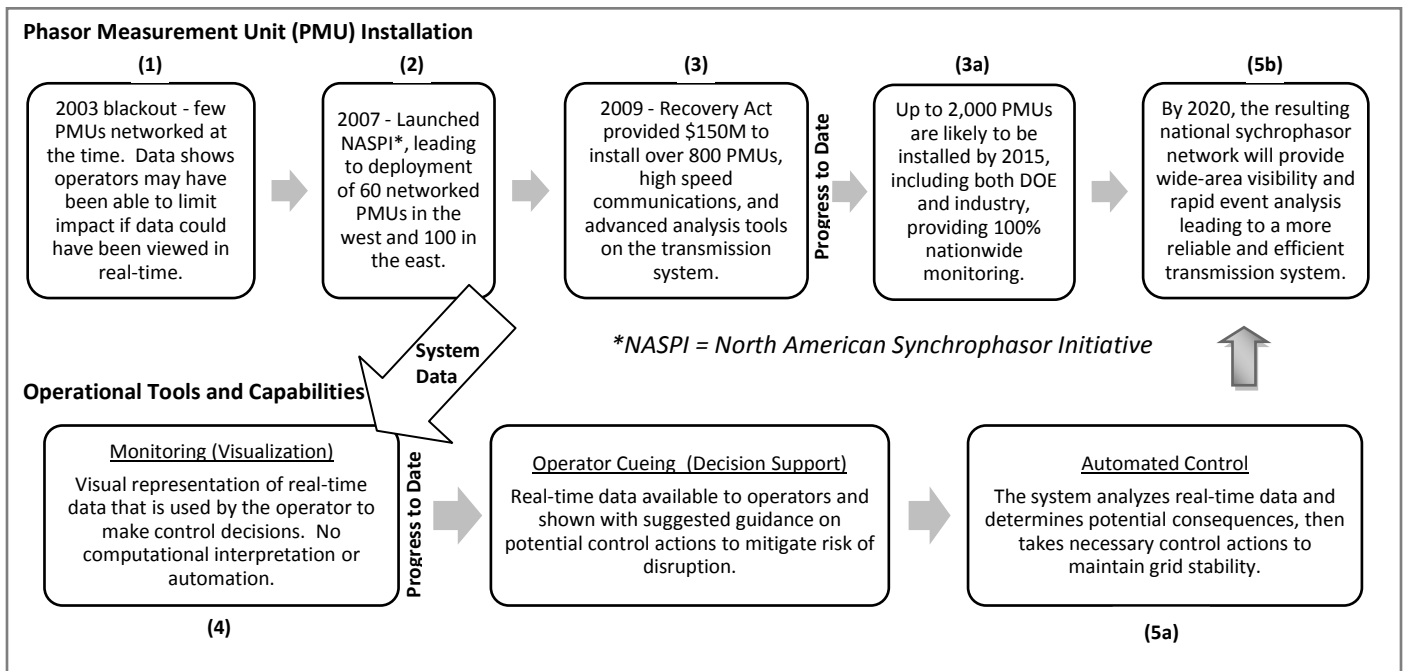 Phasor Measurement Unit (PMU) Installation
(1)
2003 blackout - few
PMUs networked at
the time. Data shows
operators may have
been able to limit
impact if data could
have been viewed in
real-time.
(2)
2007 - Launched
NASPI*, leading
to deployment
of 60 networked
PMUs in the
west and 100 in
the east.
(3)
2009 - Recovery Act
provided $150M to
install over 800 PMUs,
high speed
communications, and
advanced analysis tools
on the transmission
system.
Progress to Date
(3a)
Up to 2,000 PMUs
are likely to be
installed by 2015,
including both DOE
and industry,
providing 100%
nationwide
monitoring.
(5b)
By 2020, the resulting
national sychrophasor
network will provide
wide-area visibility and
rapid event analysis
leading to a more
reliable and efficient
transmission system.
System
Data
*NASPI = North American Synchrophasor Initiative
Operational Tools and Capabilities
Monitoring (Visualization)
Visual representation of real-time
data that is used by the operator to
make control decisions. No
computational interpretation or
automation.
(4)
Progress to Date
Operator Cueing (Decision Support)
Real-time data available to operators and
shown with suggested guidance on
potential control actions to mitigate risk of
disruption.
Automated Control
The system analyzes real-time data and
determines potential consequences, then
takes necessary control actions to
maintain grid stability.
(5a)